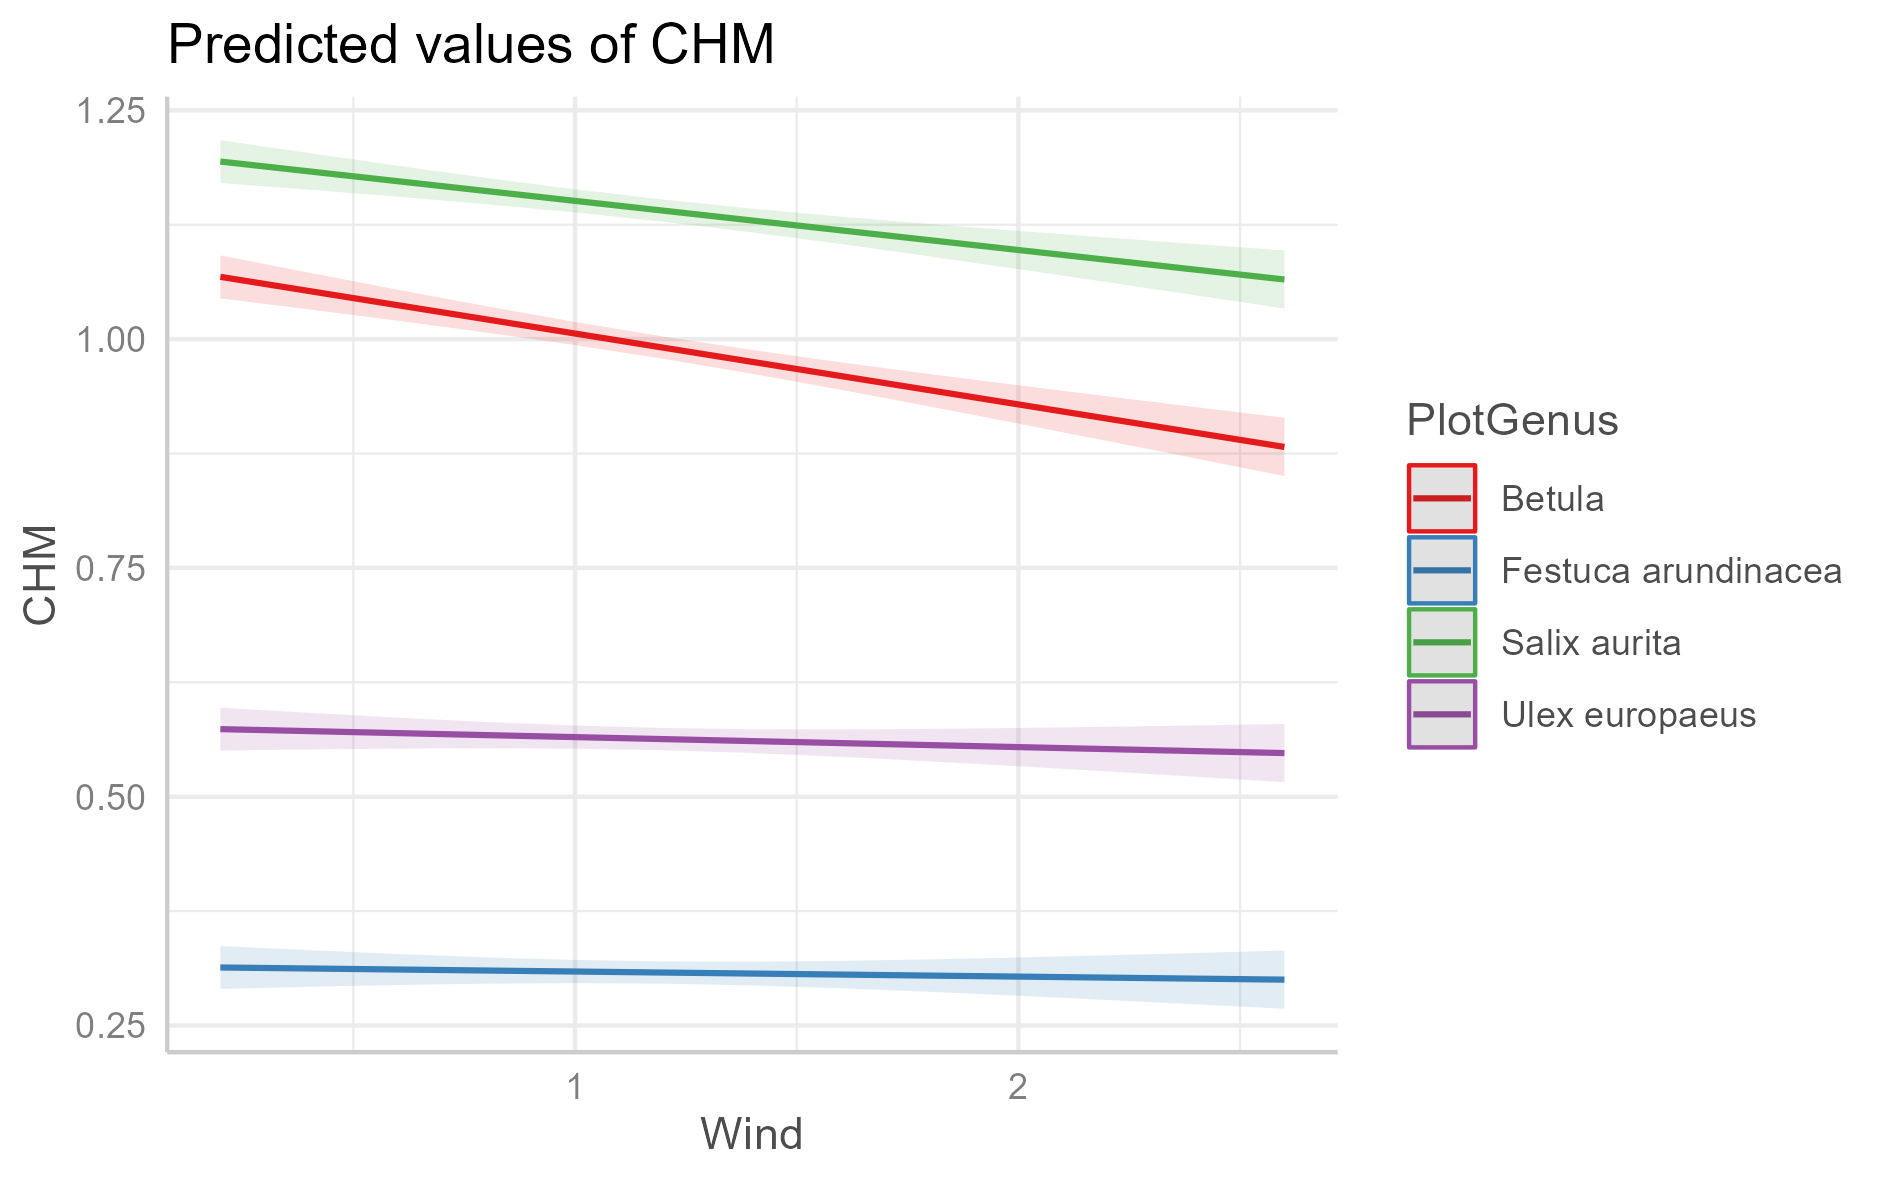 Predicted values of CHM
1.25
1.00
0.75
0.50
0.25
CHM
1
2
Wind
PlotGenus
Betula
Festuca arundinacea
Salix aurita
Ulex europaeus